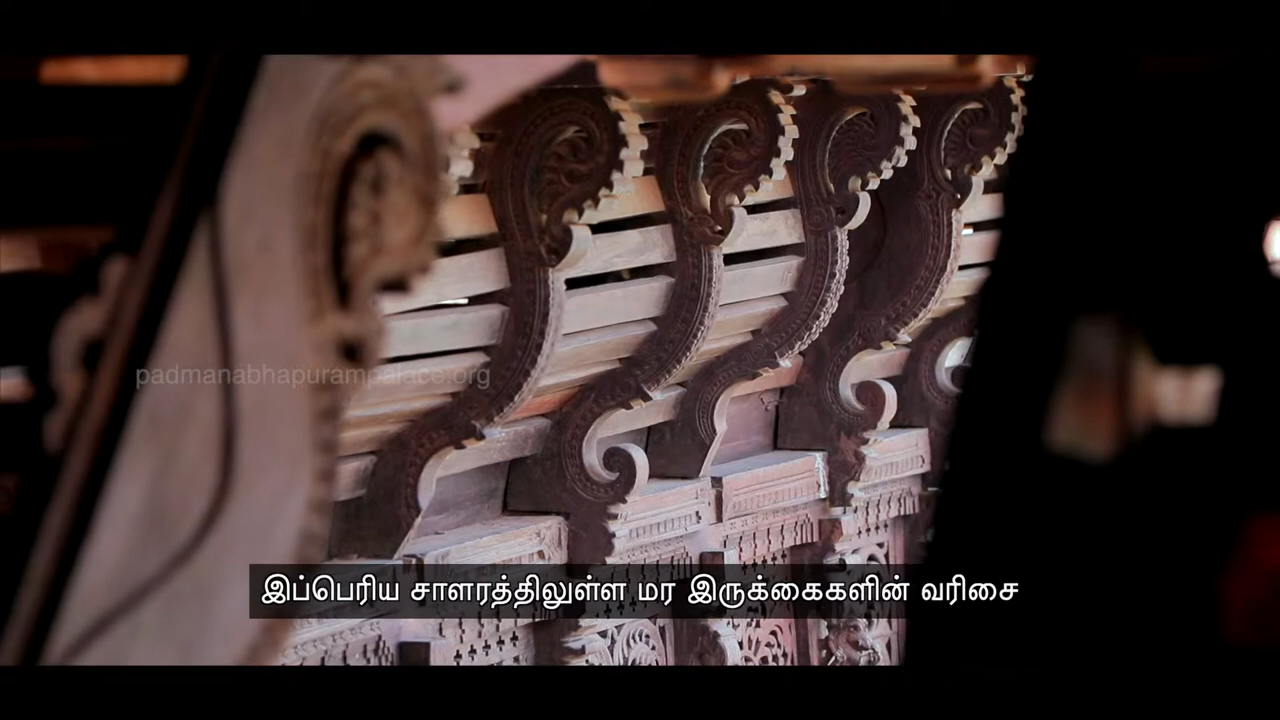 padmanabhapurampalace.org
இப்பெரிய சாளரத்திலுள்ள மர இருக்கைகளின் வரிசை